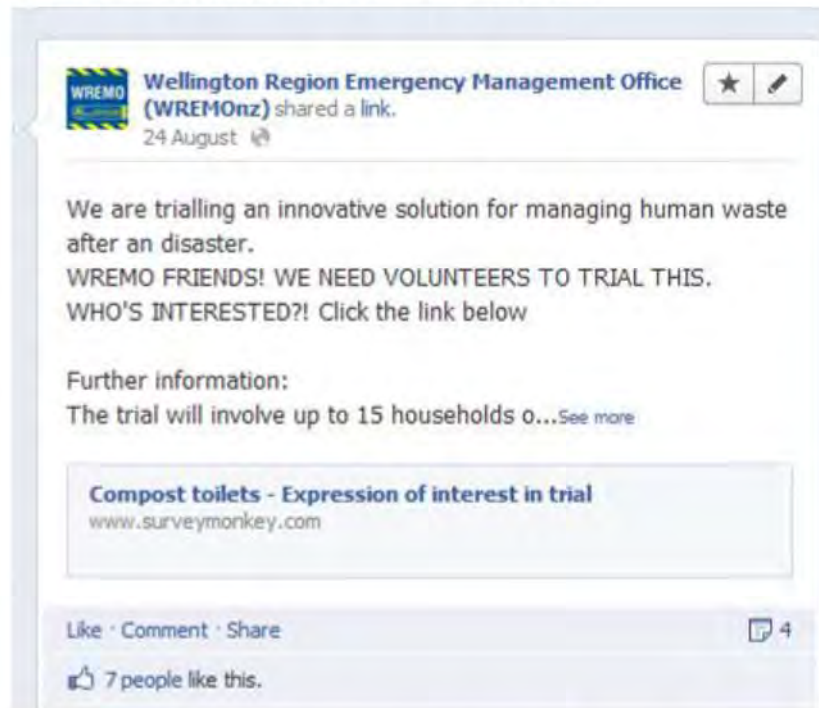 WREMO
Wellington Region Emergency Management Office
(WREMOnz) shared a link.
24 August
We are trialling an innovative solution for managing human waste
after an disaster.
WREMO FRIENDS! WE NEED VOLUNTEERS TO TRIAL THIS.
WHO'S INTERESTED?! Click the link below
Further information:
The trial will involve up to 15 households o...See more
Compost toilets - Expression of interest in trial
www.surveymonkey.com
Like · Comment · Share
4
7 people like this.